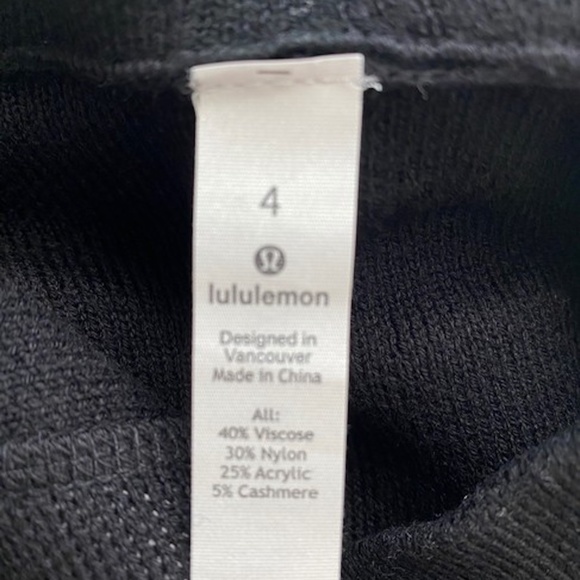 4
lululemon
Designed in
Vancouver
Made in China
All:
40% Viscose
30% Nylon
25% Acrylic
5% Cashmere